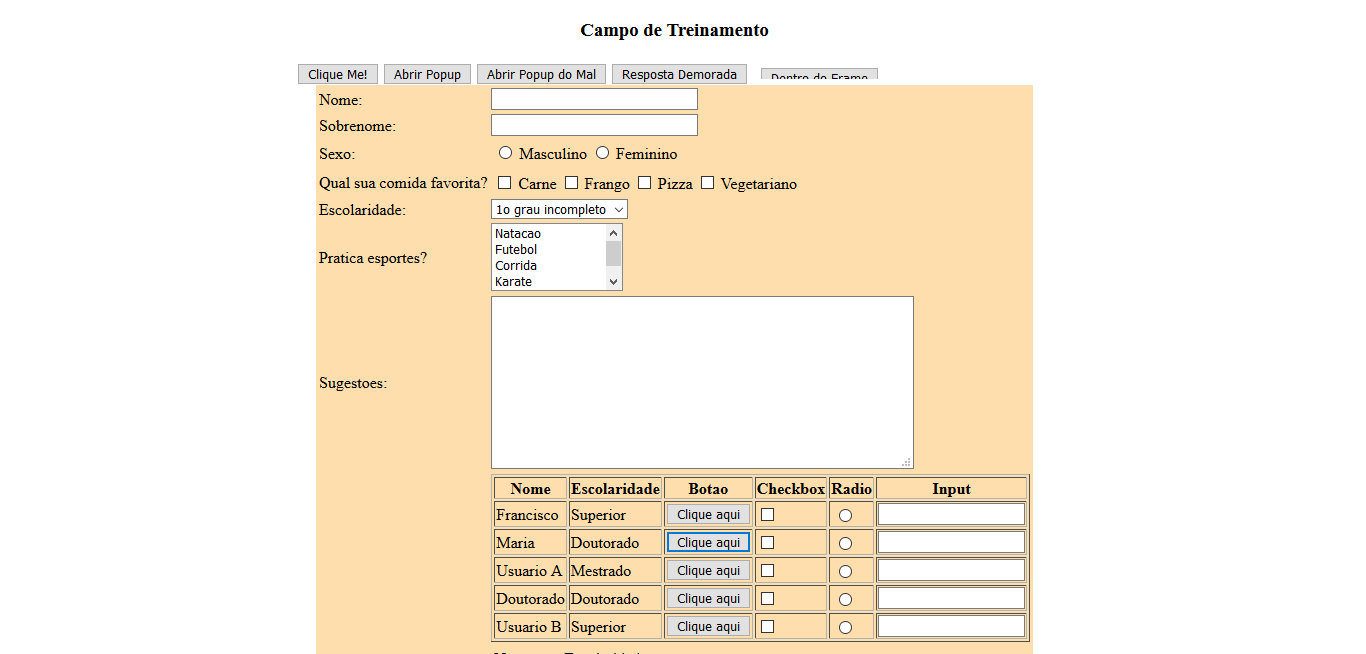 Campo de Treinamento
Clique Me! Abrir Popup Abrir Popup do Mal Resposta Demorada Dentro do Frame
Nome:
Sobrenome:
Sexo: Masculino Feminino
Qual sua comida favorita? Carne Frango Pizza Vegetariano
Escolaridade: 1o grau incompleto
Natacao
Futebol
Pratica esportes?
Corrida
Karate
Sugestoes:
Nome Escolaridade Botao Checkbox Radio Input
Francisco Superior Clique aqui
Maria Doutorado Clique aqui
Usuario A Mestrado Clique aqui
Doutorado Doutorado Clique aqui
Usuario B Superior Clique aqui